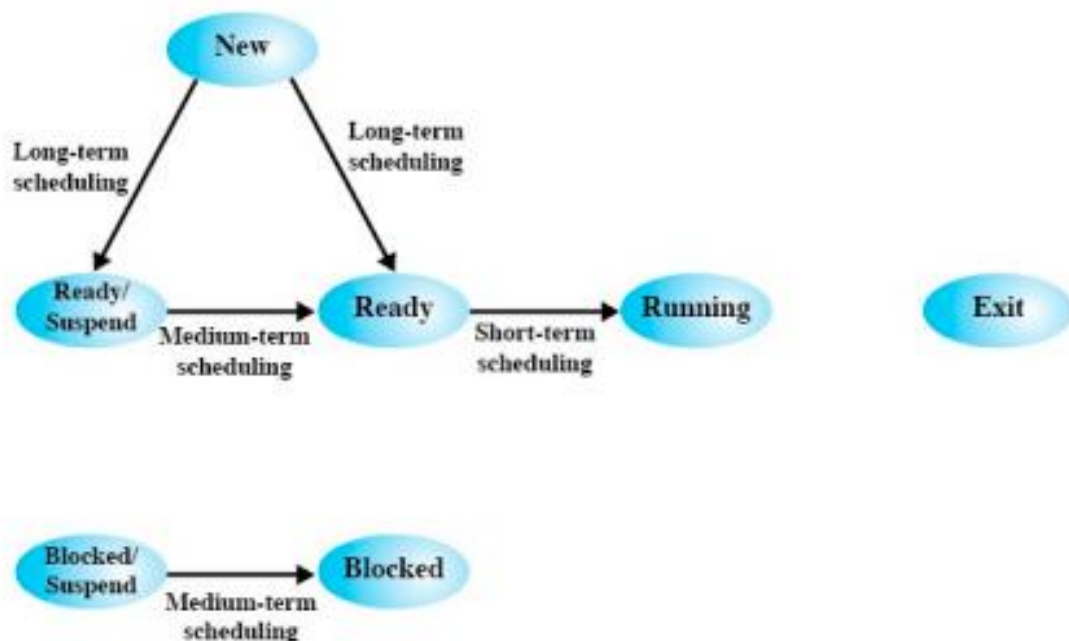 New
Long-term
scheduling
Long-term
scheduling
Ready/
Suspend
Medium-term
scheduling
Ready
Short-term
scheduling
Running
Exit
Blocked/
Suspend
Medium-term
scheduling
Blocked